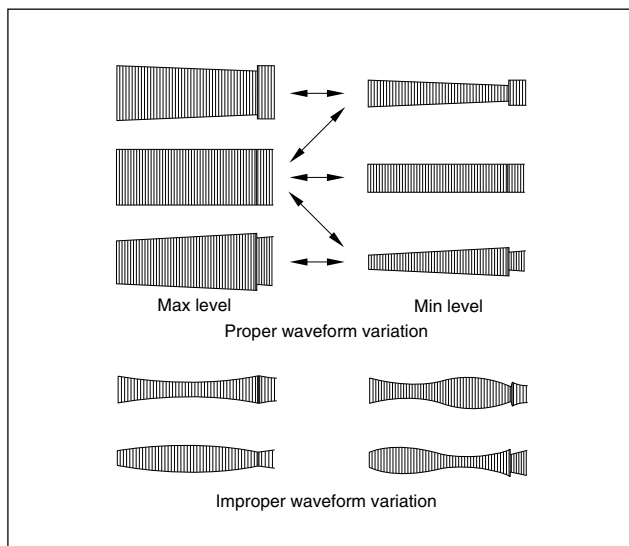 Max level Min level
Proper waveform variation
Improper waveform variation